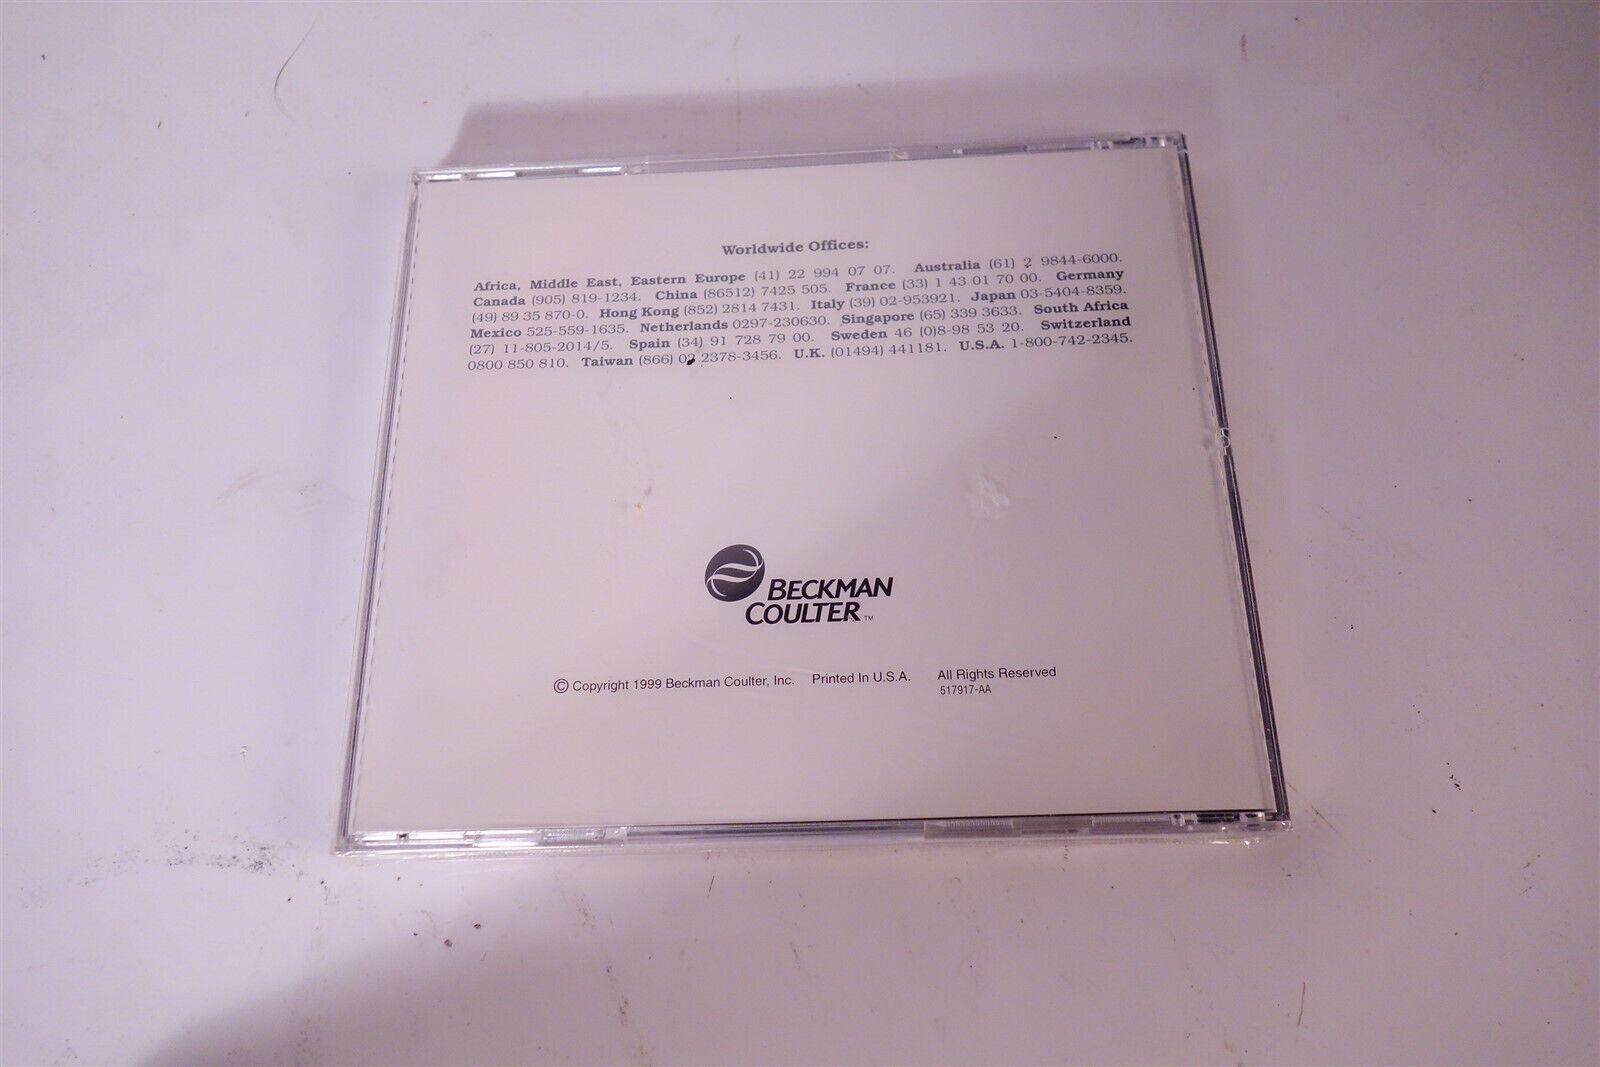 Worldwide Offices:
Africa, Middle East, Eastern Europe (41) 22 994 07 07. Australia (61) 2 9844-6000.
Canada (905) 819-1234. China (86512) 7425 505. France (33) 1 43 01 70 00. Germany
(49) 89 35 870-0. Hong Kong (852) 2814 7431. Italy (39) 02-953921. Japan 03-5404-8359.
Mexico 525-559-1635. Netherlands 0297-230630. Singapore (65) 339 3633. South Africa
(27) 11-805-2014/5. Spain (34) 91 728 79 00. Sweden 46 (0)8-98 53 20. Switzerland
0800 850 810. Taiwan (866) 02 2378-3456. U.K. (01494) 441181. U.S.A. 1-800-742-2345.
BECKMAN
COULTER™
© Copyright 1999 Beckman Coulter, Inc. Printed In U.S.A. All Rights Reserved
517917-AA